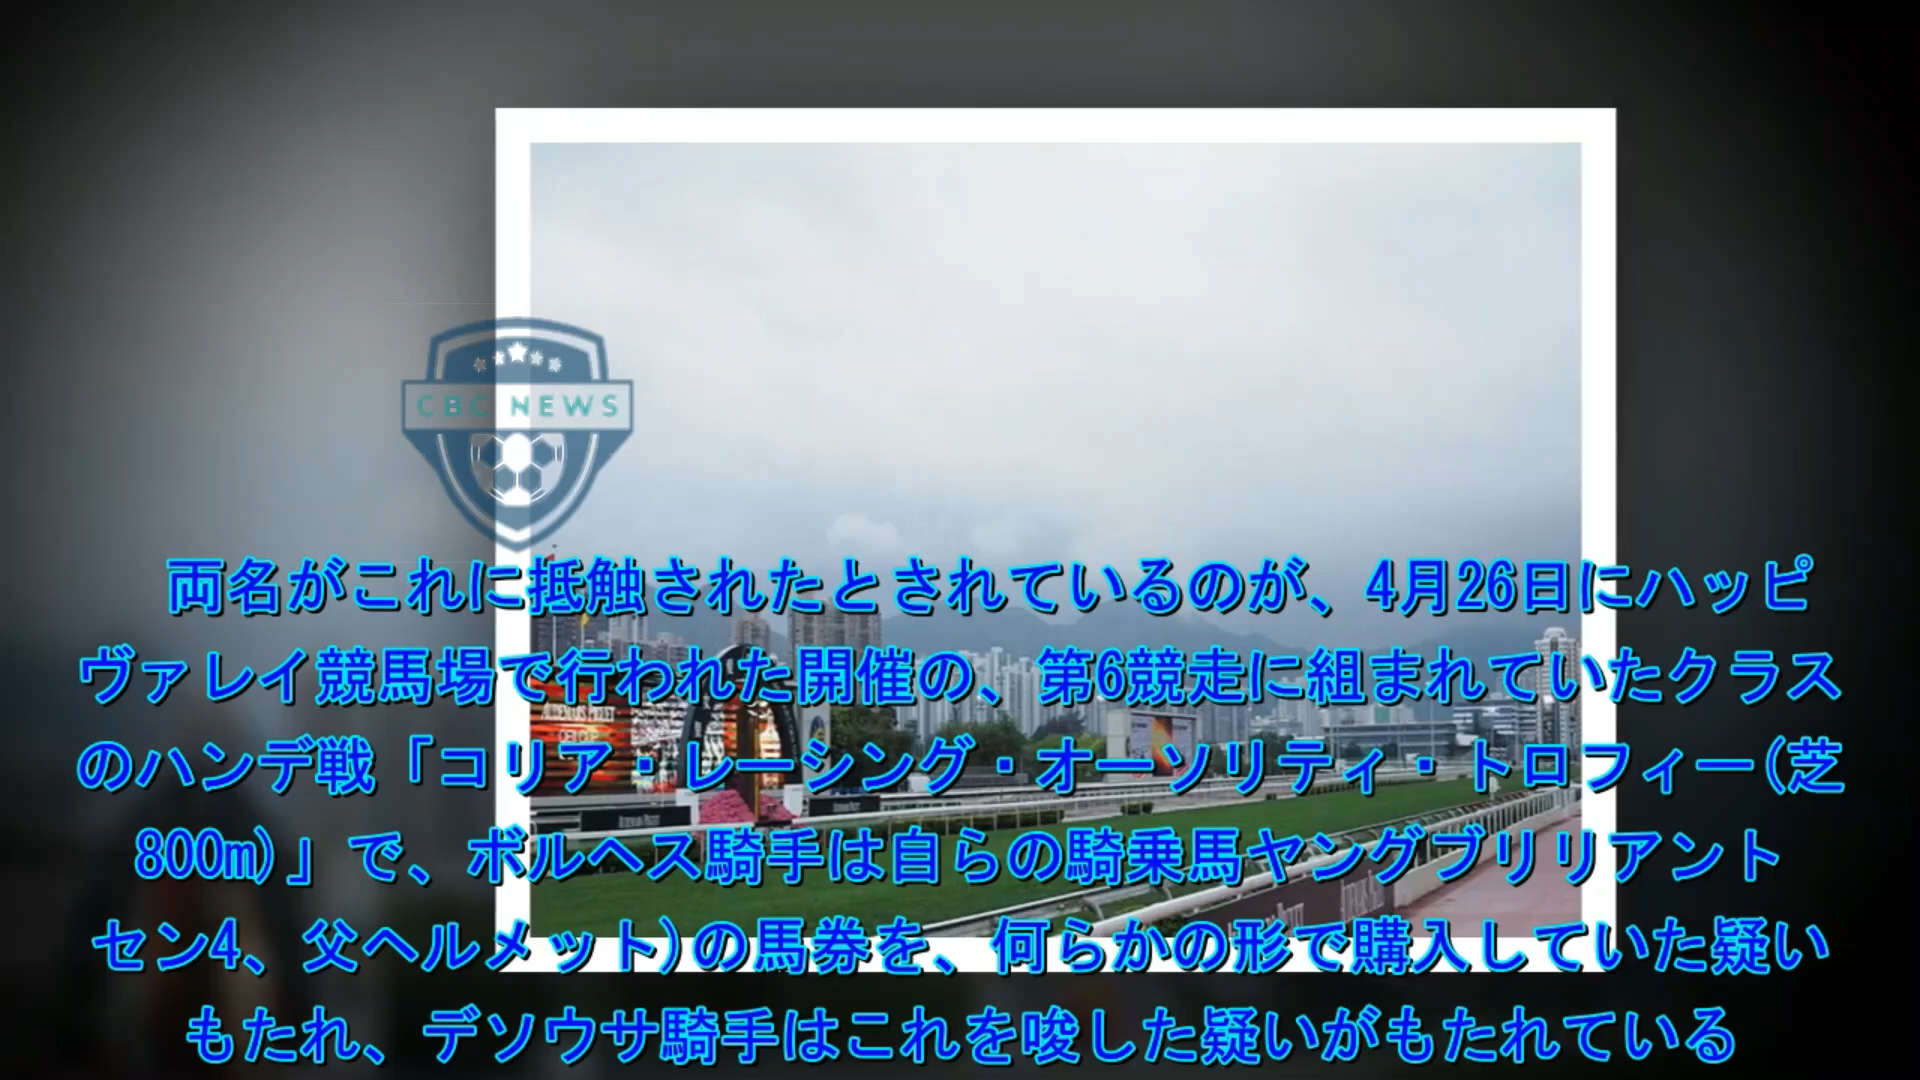 CBC NEWS
両名がこれに抵触されたとされているのが、4月26日にハッピ
ヴァレイ競馬場で行われた開催の、第6競走に組まれていたクラス
のハンデ戦「コリア・レーシング・オーソリティ・トロフィー(芝
800m)」で、ボルヘス騎手は自らの騎乗馬ヤングブリリアント
セン4、父ヘルメット)の馬券を、何らかの形で購入していた疑い
もたれ、デソウサ騎手はこれを唆した疑いがもたれている